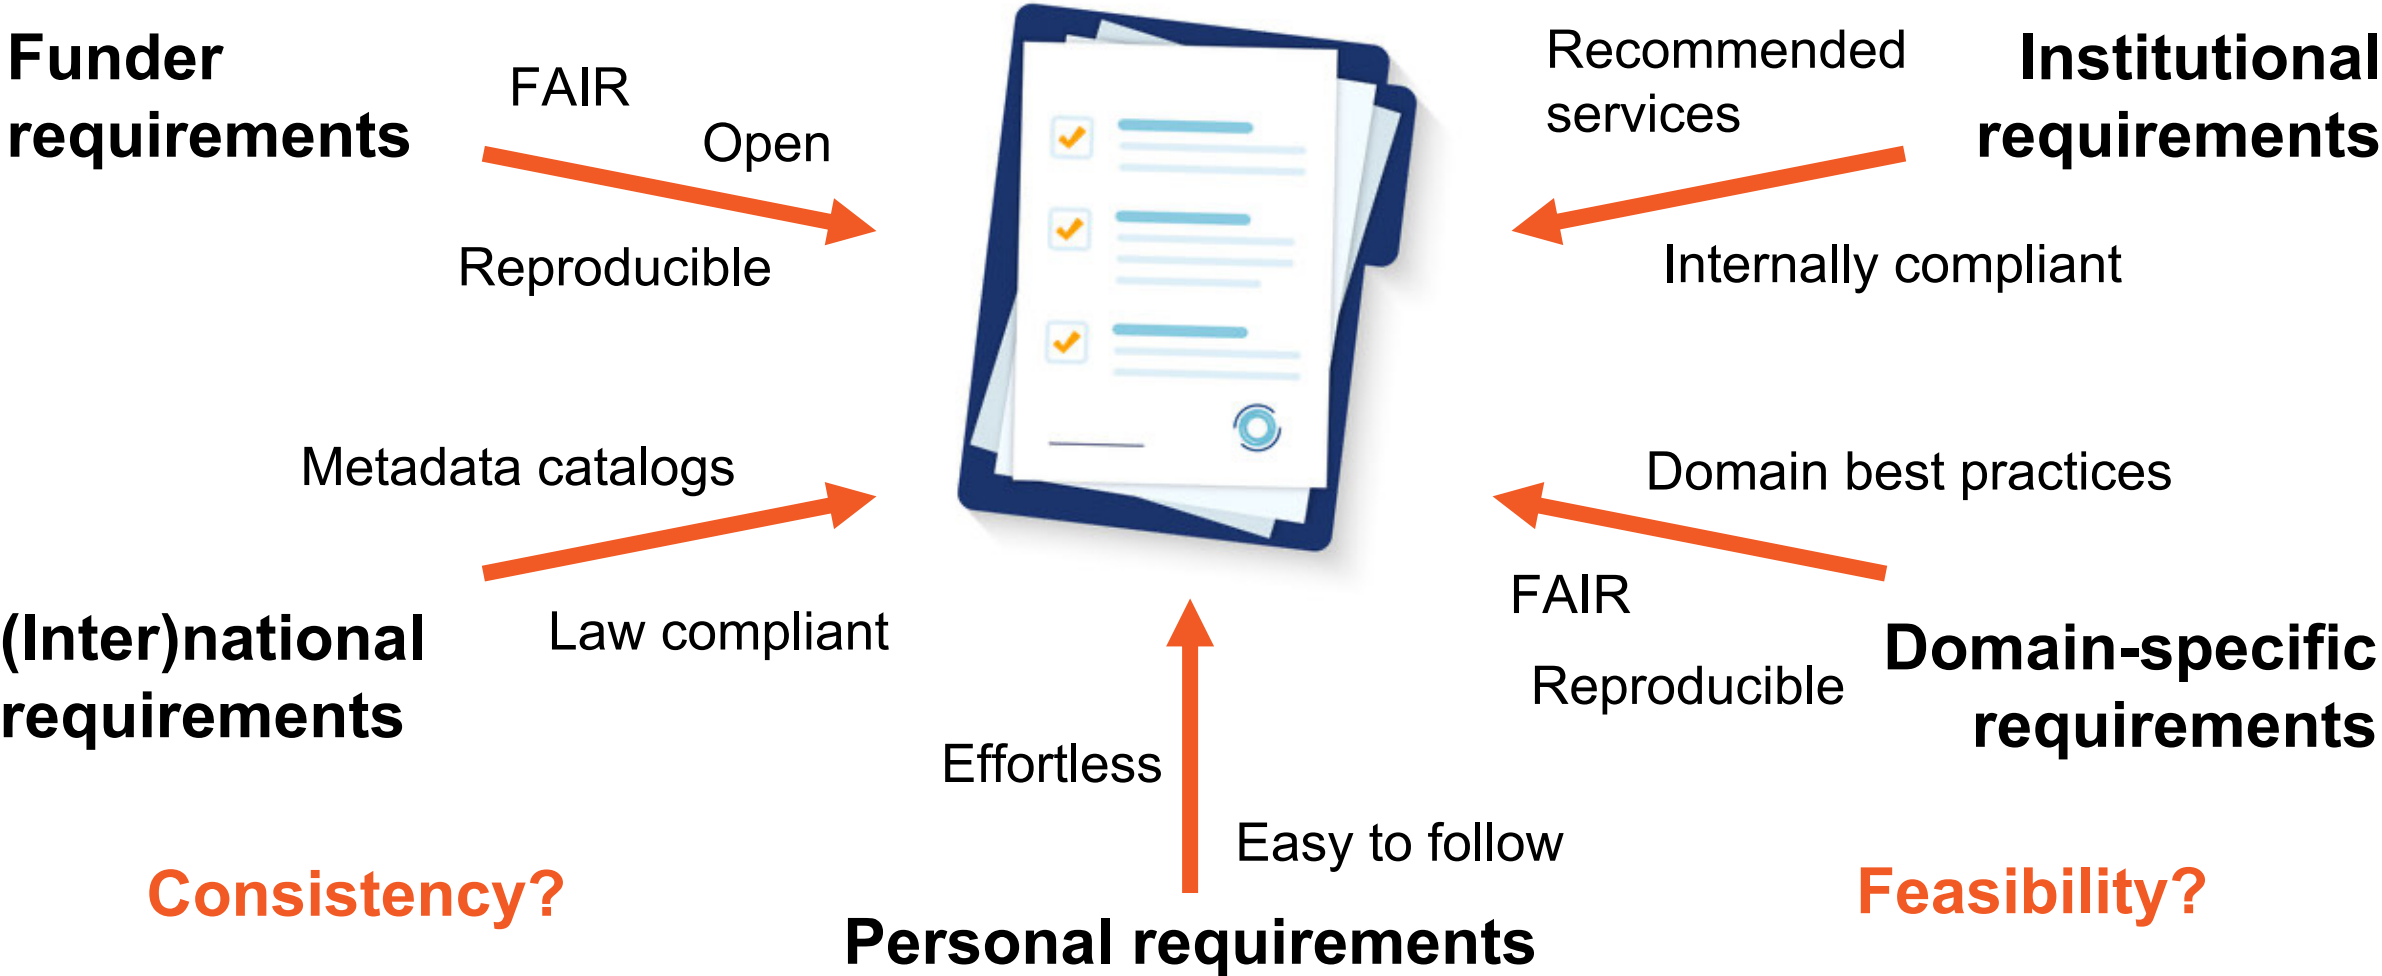 Funder
requirements
FAIR
Open
Reproducible
Recommended
services
Institutional
requirements
Internally compliant
Metadata catalogs
Law compliant
(Inter)national
requirements
Domain best practices
FAIR
Reproducible
Domain-specific
requirements
Effortless
Easy to follow
Personal requirements
Consistency?
Feasibility?